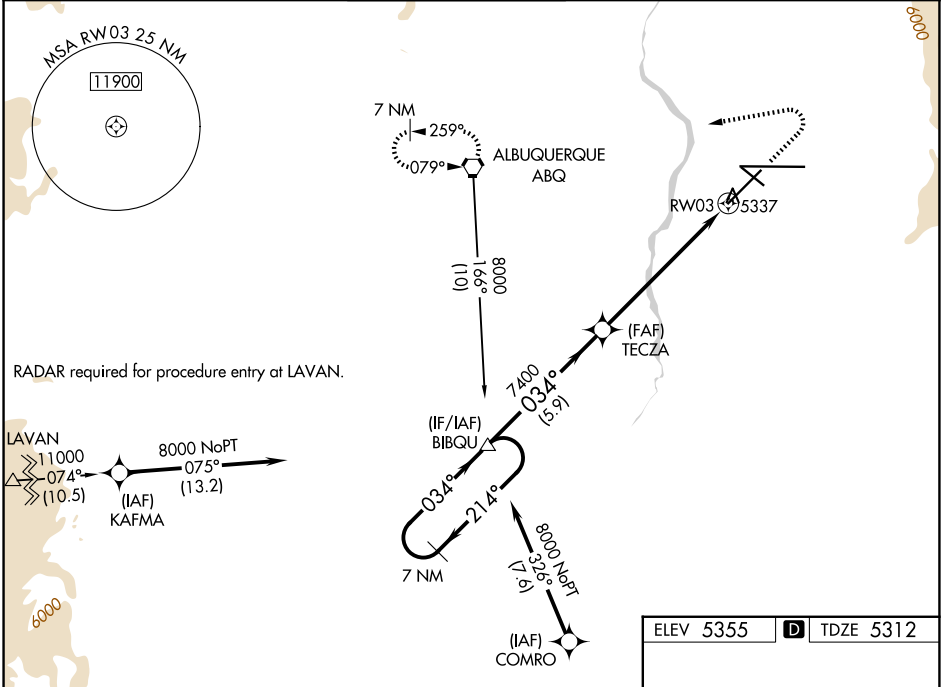 MSA RW03 25 NM
11900
6000
7 NM
259°
079°
ALBUQUERQUE
ABQ
RW03
5337
8000
166°
(10)
(FAF)
TECZA
7400
034°
(5.9)
RADAR required for procedure entry at LAVAN.
(IF/IAF)
BIBQU
LAVAN
11000
074°
(10.5)
8000 NoPT
075°
(13.2)
(IAF)
KAFMA
034°
214°
7 NM
8000 NoPT
326°
(7.6)
6000
(IAF)
COMRO
ELEV 5355 D TDZE 5312